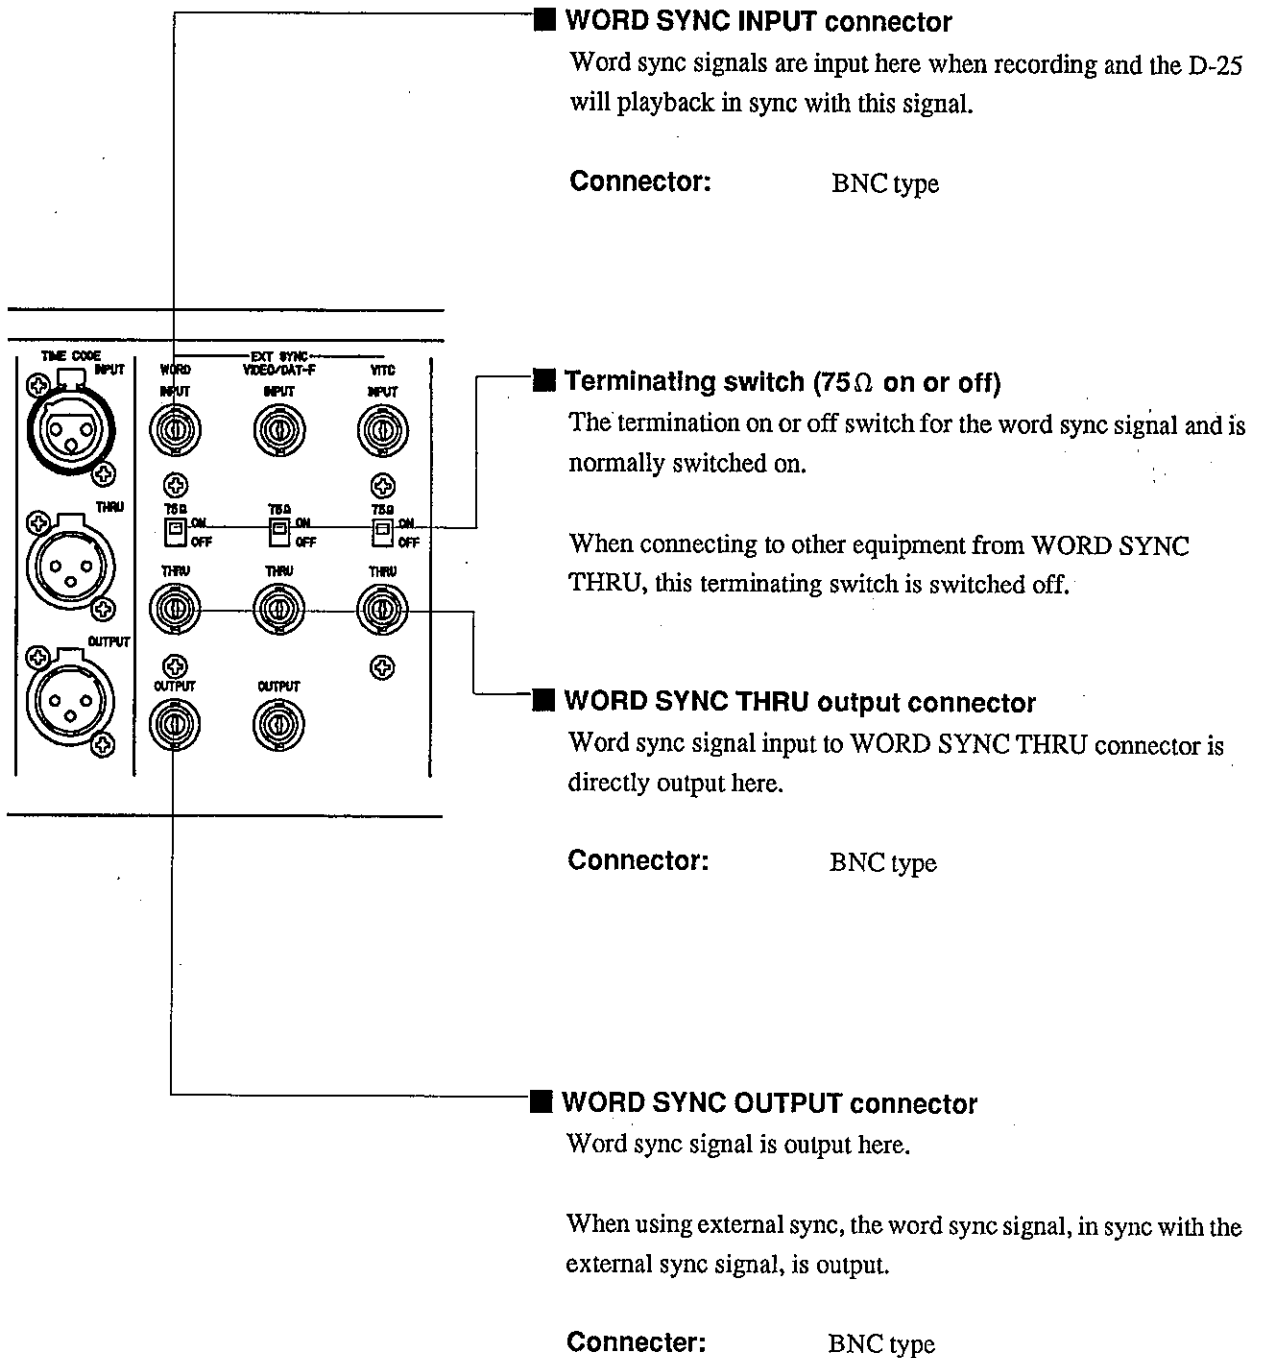 WORD SYNC INPUT connector
Word sync signals are input here when recording and the D-25
will playback in sync with this signal.
Connector: BNC type
TIME CODE
INPUT
THRU
OUTPUT
EXT SYNC
WORD
VIDEO/DAT-F
VITC
INPUT
INPUT
INPUT
75Ω
75Ω
75Ω
ON
OFF
ON
OFF
ON
OFF
THRU
THRU
THRU
OUTPUT
OUTPUT
Terminating switch (75Ω on or off)
The termination on or off switch for the word sync signal and is
normally switched on.
When connecting to other equipment from WORD SYNC
THRU, this terminating switch is switched off.
WORD SYNC THRU output connector
Word sync signal input to WORD SYNC THRU connector is
directly output here.
Connector: BNC type
WORD SYNC OUTPUT connector
Word sync signal is output here.
When using external sync, the word sync signal, in sync with the
external sync signal, is output.
Connecter: BNC type